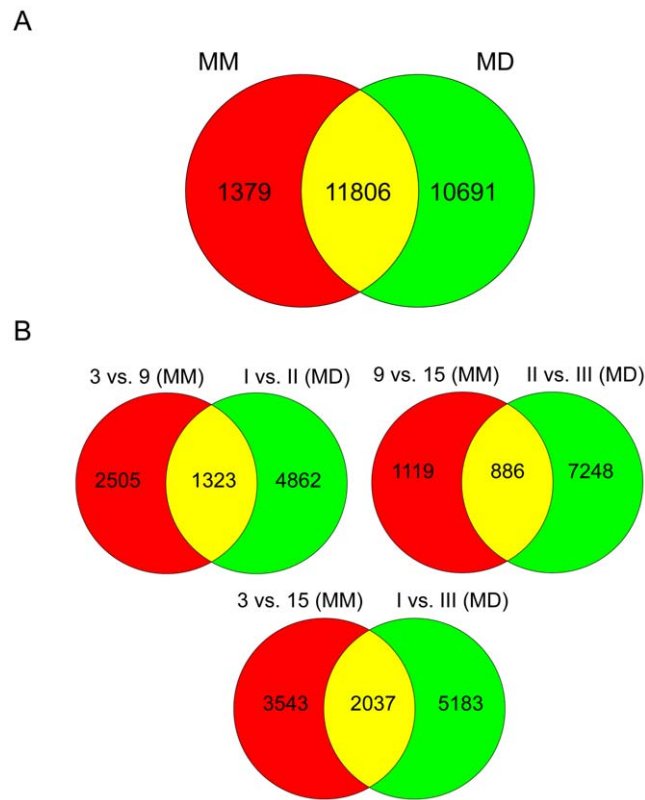 A
MM MD
1379 11806 10691
B
3 vs. 9 (MM) I vs. II (MD) 9 vs. 15 (MM) II vs. III (MD)
2505 1323 4862 1119 886 7248
3 vs. 15 (MM) I vs. III (MD)
3543 2037 5183